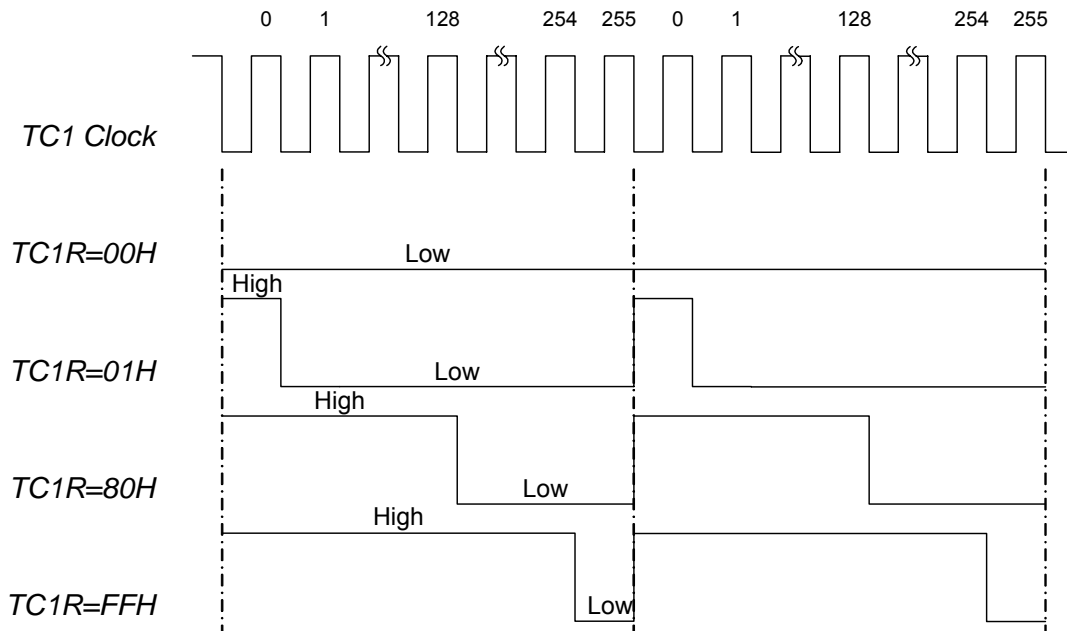 0 1 128 254 255 0 1 128 254 255
TC1 Clock
TC1R=00H
Low
High
TC1R=01H
Low
High
TC1R=80H
Low
High
TC1R=FFH
Low